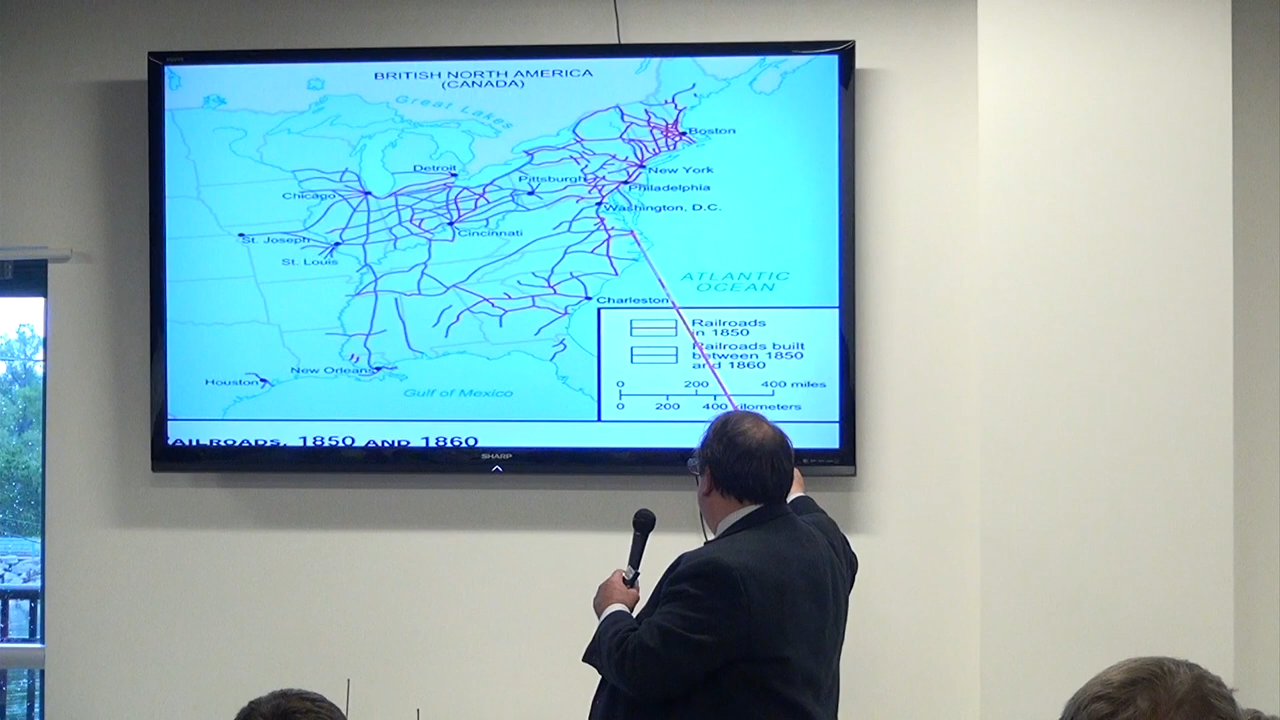 BRITISH NORTH AMERICA
(CANADA)
Great Lakes
Boston
Detroit
New York
Pittsburgh
Philadelphia
Chicago
Washington, D.C.
Cincinnati
St. Joseph
St. Louis
ATLANTIC
OCEAN
Charleston
Railroads
in 1850
Railroads built
between 1850
and 1860
New Orleans
Houston
0 200 400 miles
Gulf of Mexico
0 200 400 kilometers
AILROADS, 1850 AND 1860
SHARP